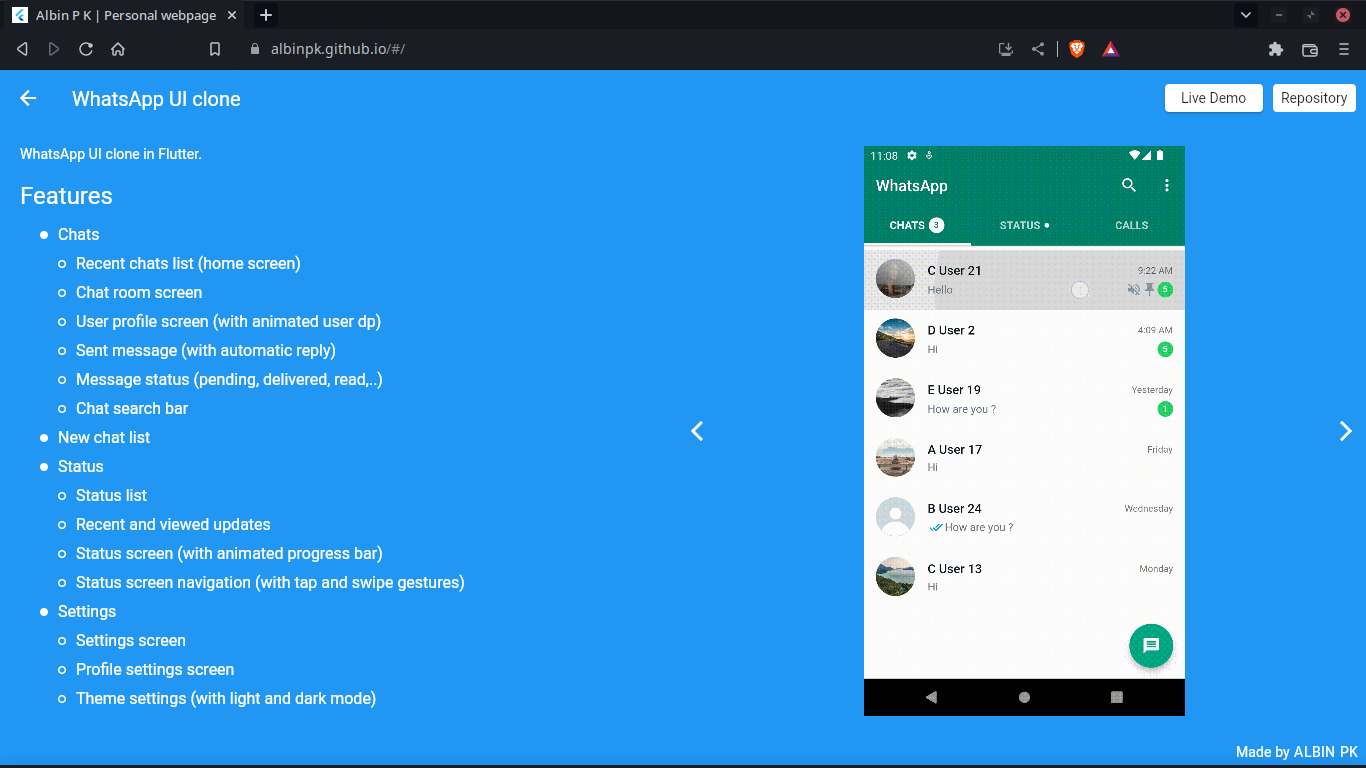 Albin P K | Personal webpage
albinpk.github.io/#/
WhatsApp UI clone
Live Demo
Repository
WhatsApp UI clone in Flutter.
Features
Chats
Recent chats list (home screen)
Chat room screen
User profile screen (with animated user dp)
Sent message (with automatic reply)
Message status (pending, delivered, read,..)
Chat search bar
New chat list
Status
Status list
Recent and viewed updates
Status screen (with animated progress bar)
Status screen navigation (with tap and swipe gestures)
Settings
Settings screen
Profile settings screen
Theme settings (with light and dark mode)
11:08
WhatsApp
CHATS 3 STATUS • CALLS
C User 21 9:22 AM
Hello 5
D User 2 4:09 AM
Hi 5
E User 19 Yesterday
How are you ? 1
A User 17 Friday
Hi
B User 24 Wednesday
How are you ?
C User 13 Monday
Hi
Made by ALBIN PK